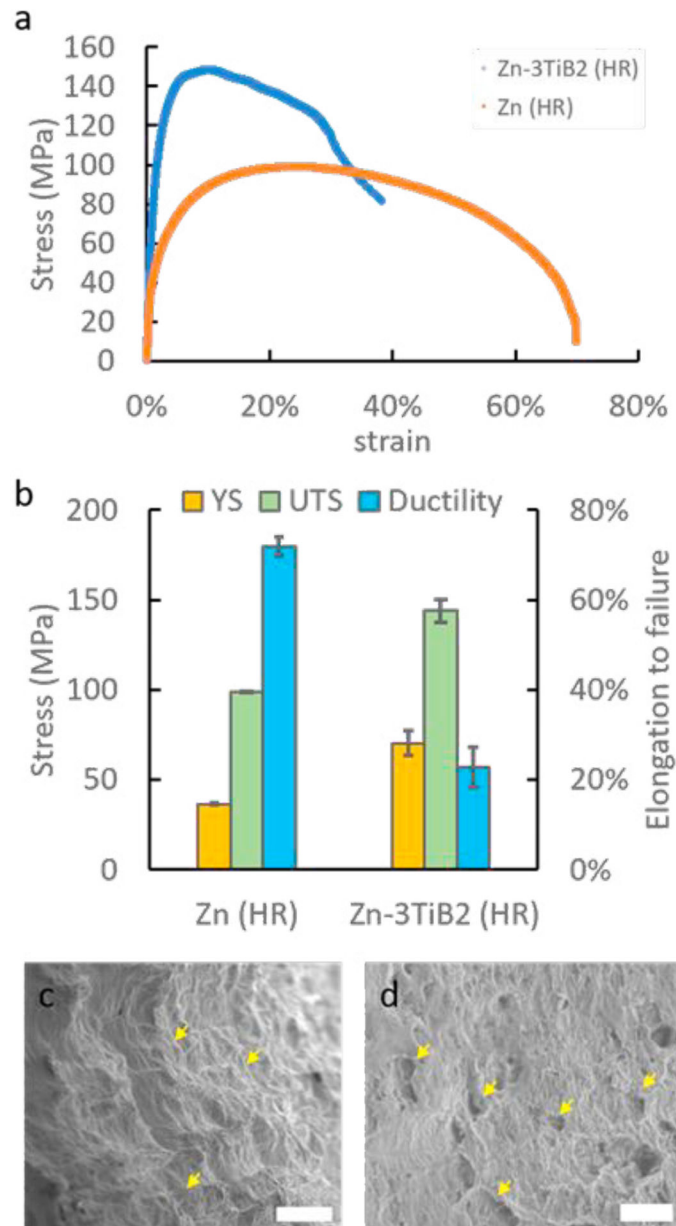 a
Stress (MPa)
160
140
120
100
80
60
40
20
0
0% 20% 40% 60% 80%
strain
Zn-3TiB2 (HR)
Zn (HR)
b
YS UTS Ductility
Stress (MPa)
200
150
100
50
0
80%
60%
40%
20%
0%
Elongation to failure
Zn (HR) Zn-3TiB2 (HR)
c
d